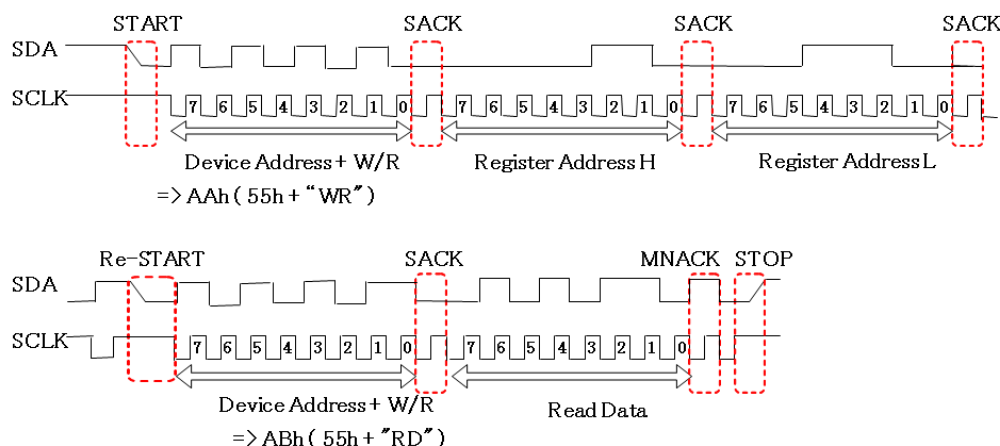 START SACK SACK SACK
SDA
SCLK 7 6 5 4 3 2 1 0 7 6 5 4 3 2 1 0 7 6 5 4 3 2 1 0
Device Address + W/R Register Address H Register Address L
=> AAh ( 55h + “WR” )
Re-START SACK MNACK STOP
SDA
SCLK 7 6 5 4 3 2 1 0 7 6 5 4 3 2 1 0
Device Address + W/R Read Data
=> ABh ( 55h + "RD" )